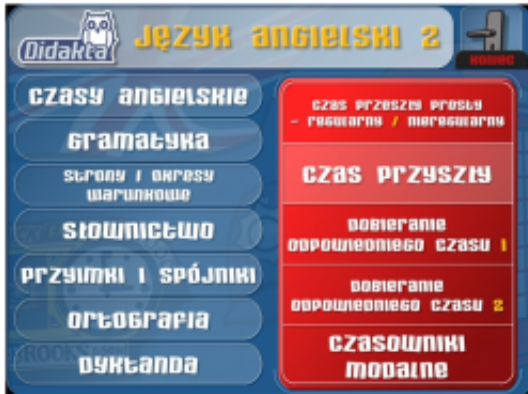 Didakta
Język angielski 2
KONIEC
Czasy angielskie
Gramatyka
Strony i okresy
warunkowe
Słownictwo
Przyimki i spójniki
Ortografia
Dyktanda
Czas przeszły prosty
- regularny / nieregularny
Czas przyszły
Dobieranie
odpowiedniego czasu 1
Dobieranie
odpowiedniego czasu 2
Czasowniki
modalne